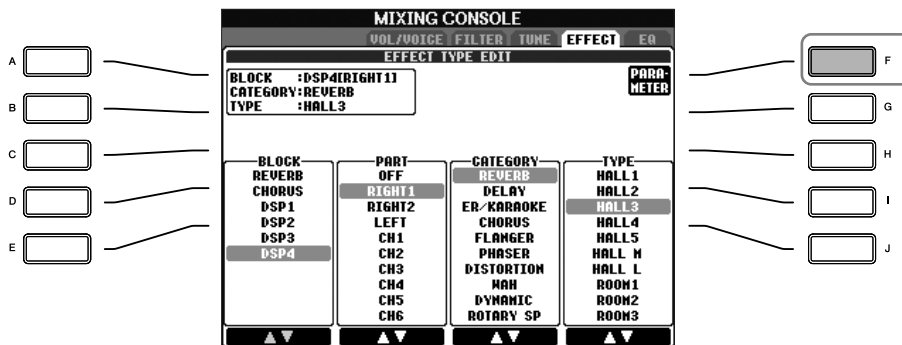 MIXING CONSOLE
VOL/VOICE FILTER TUNE EFFECT EQ
EFFECT TYPE EDIT
BLOCK :DSP4[RIGHT1]
CATEGORY:REVERB
TYPE :HALL3
PARA-
METER
A
B
C
D
E
F
G
H
I
J
BLOCK
REVERB
CHORUS
DSP1
DSP2
DSP3
DSP4
PART
OFF
RIGHT1
RIGHT2
LEFT
CH1
CH2
CH3
CH4
CH5
CH6
CATEGORY
REVERB
DELAY
ER/KARAOKE
CHORUS
FLANGER
PHASER
DISTORTION
WAH
DYNAMIC
ROTARY SP
TYPE
HALL1
HALL2
HALL3
HALL4
HALL5
HALL M
HALL L
ROOM1
ROOM2
ROOM3